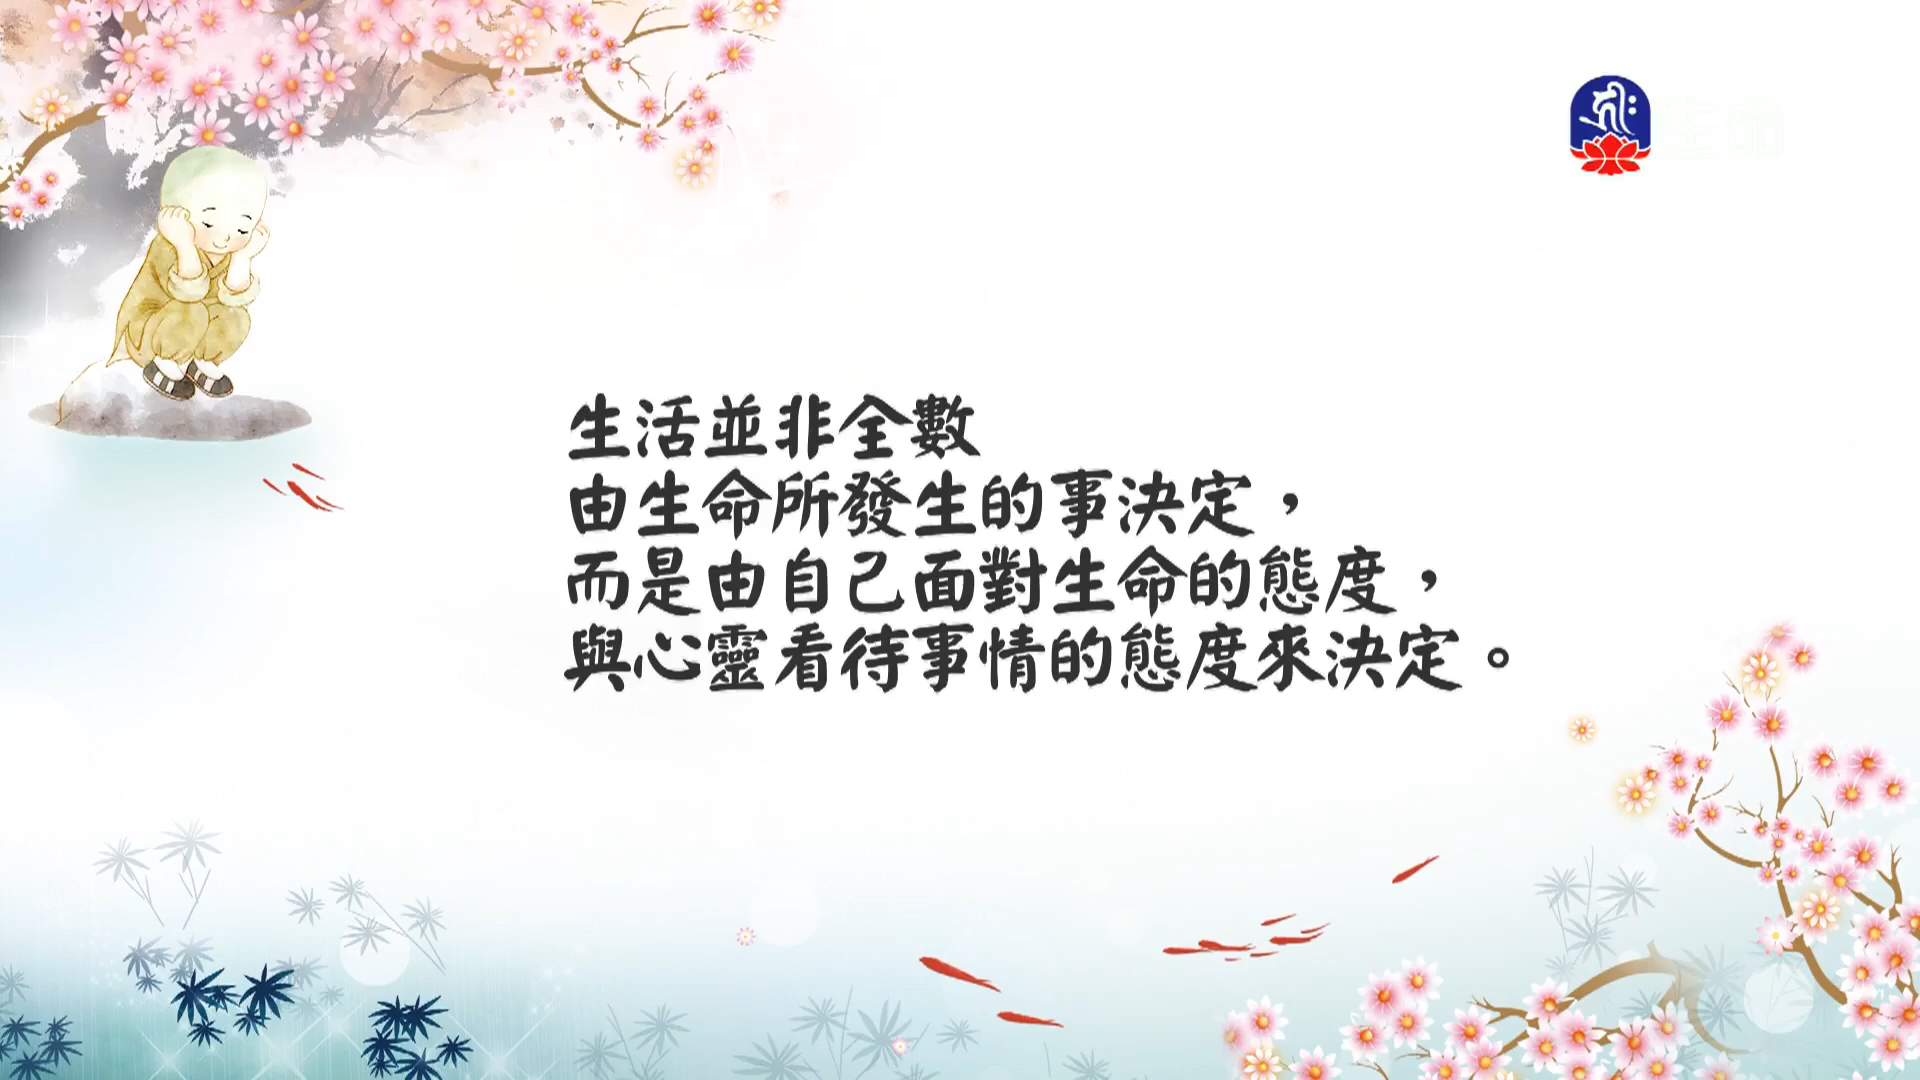 生活並非全數
由生命所發生的事決定，
而是由自己面對生命的態度，
與心靈看待事情的態度來決定。